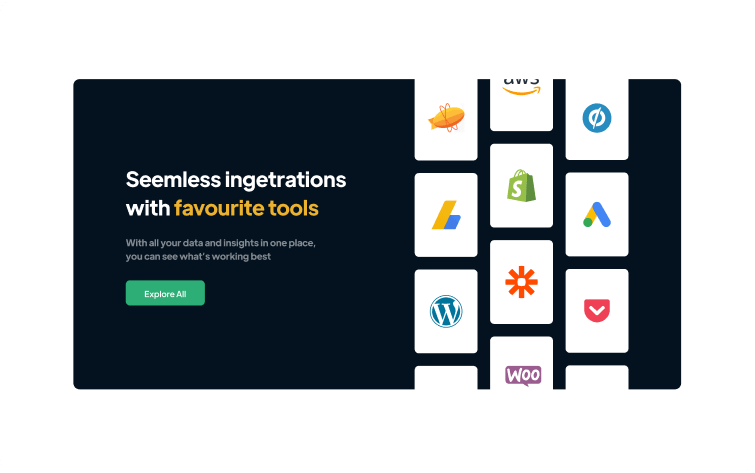 Seemless ingetrations
with favourite tools
With all your data and insights in one place,
you can see what's working best
Explore All
aws
WOO